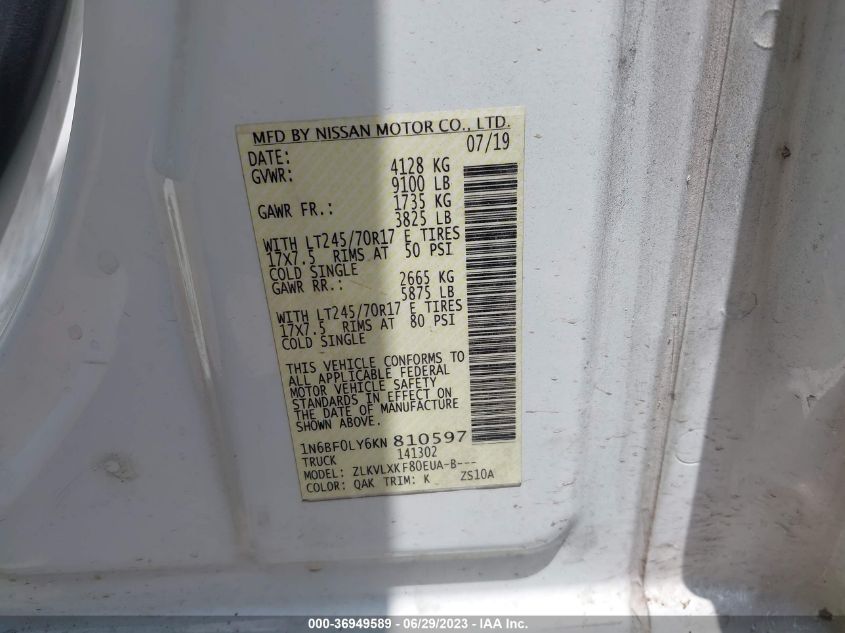 MFD BY NISSAN MOTOR CO., LTD.
DATE: 07/19
GVWR: 4128 KG
9100 LB
GAWR FR.: 1735 KG
3825 LB
WITH LT245/70R17 E TIRES
17X7.5 RIMS AT 50 PSI
COLD SINGLE
GAWR RR.: 2665 KG
5875 LB
WITH LT245/70R17 E TIRES
17X7.5 RIMS AT 80 PSI
COLD SINGLE
THIS VEHICLE CONFORMS TO
ALL APPLICABLE FEDERAL
MOTOR VEHICLE SAFETY
STANDARDS IN EFFECT ON
THE DATE OF MANUFACTURE
SHOWN ABOVE.
1N6BF0LY6KN 810597
TRUCK 141302
MODEL: ZLKVLXKF80EUA-B---
COLOR: QAK TRIM: K ZS10A
000-36949589 - 06/29/2023 - IAA Inc.